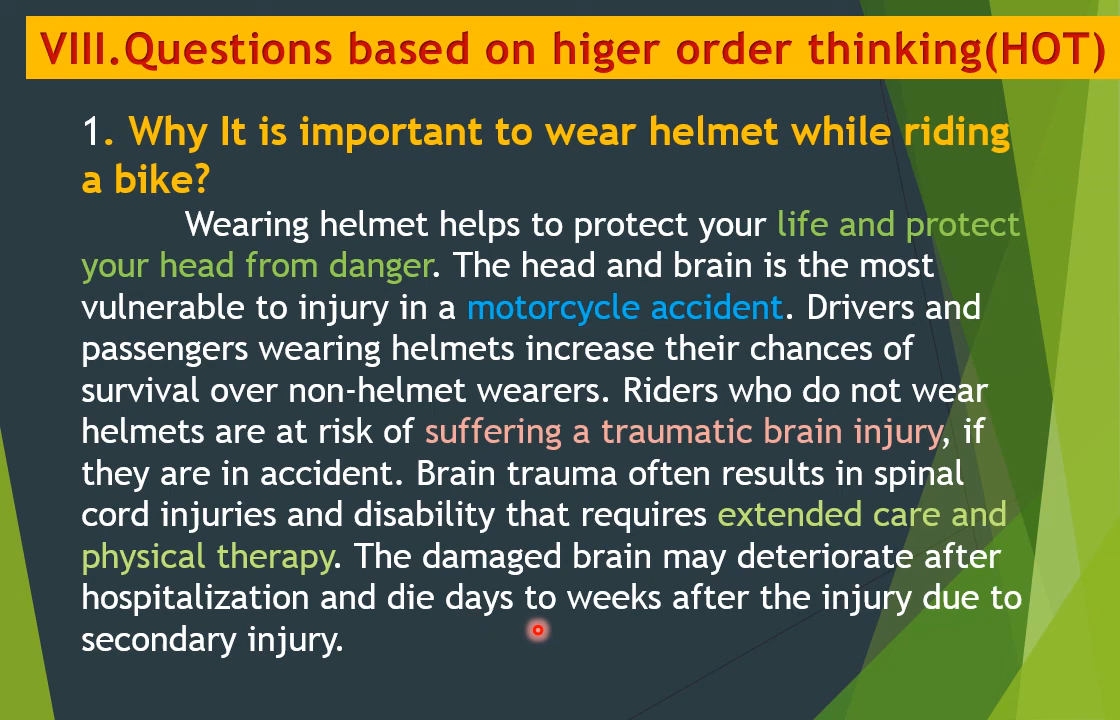 VIII.Questions based on higer order thinking(HOT)
1. Why It is important to wear helmet while riding
a bike?
Wearing helmet helps to protect your life and protect
your head from danger. The head and brain is the most
vulnerable to injury in a motorcycle accident. Drivers and
passengers wearing helmets increase their chances of
survival over non-helmet wearers. Riders who do not wear
helmets are at risk of suffering a traumatic brain injury, if
they are in accident. Brain trauma often results in spinal
cord injuries and disability that requires extended care and
physical therapy. The damaged brain may deteriorate after
hospitalization and die days to weeks after the injury due to
secondary injury.